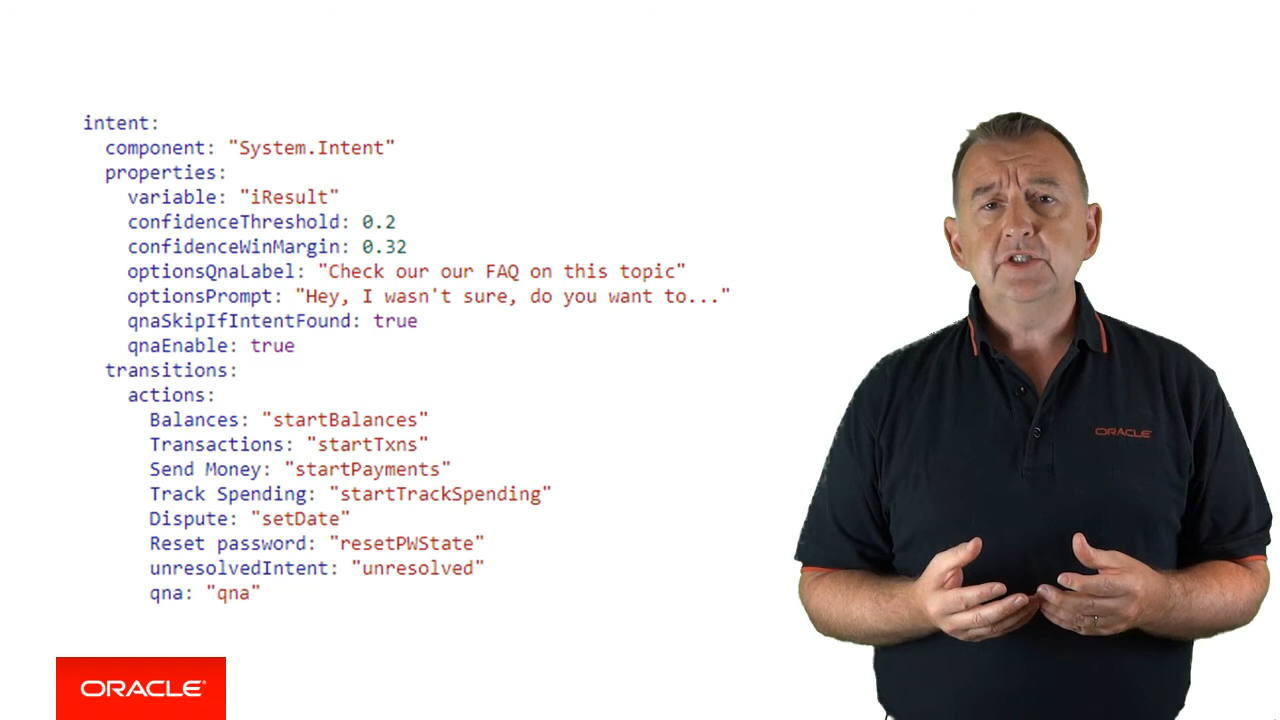 intent:
component: "System.Intent"
properties:
variable: "iResult"
confidenceThreshold: 0.2
confidenceWinMargin: 0.32
optionsQnaLabel: "Check our our FAQ on this topic"
optionsPrompt: "Hey, I wasn't sure, do you want to..."
qnaSkipIfIntentFound: true
qnaEnable: true
transitions:
actions:
Balances: "startBalances"
Transactions: "startTxns"
Send Money: "startPayments"
Track Spending: "startTrackSpending"
Dispute: "setDate"
Reset password: "resetPWState"
unresolvedIntent: "unresolved"
qna: "qna"
ORACLE
ORACLE®